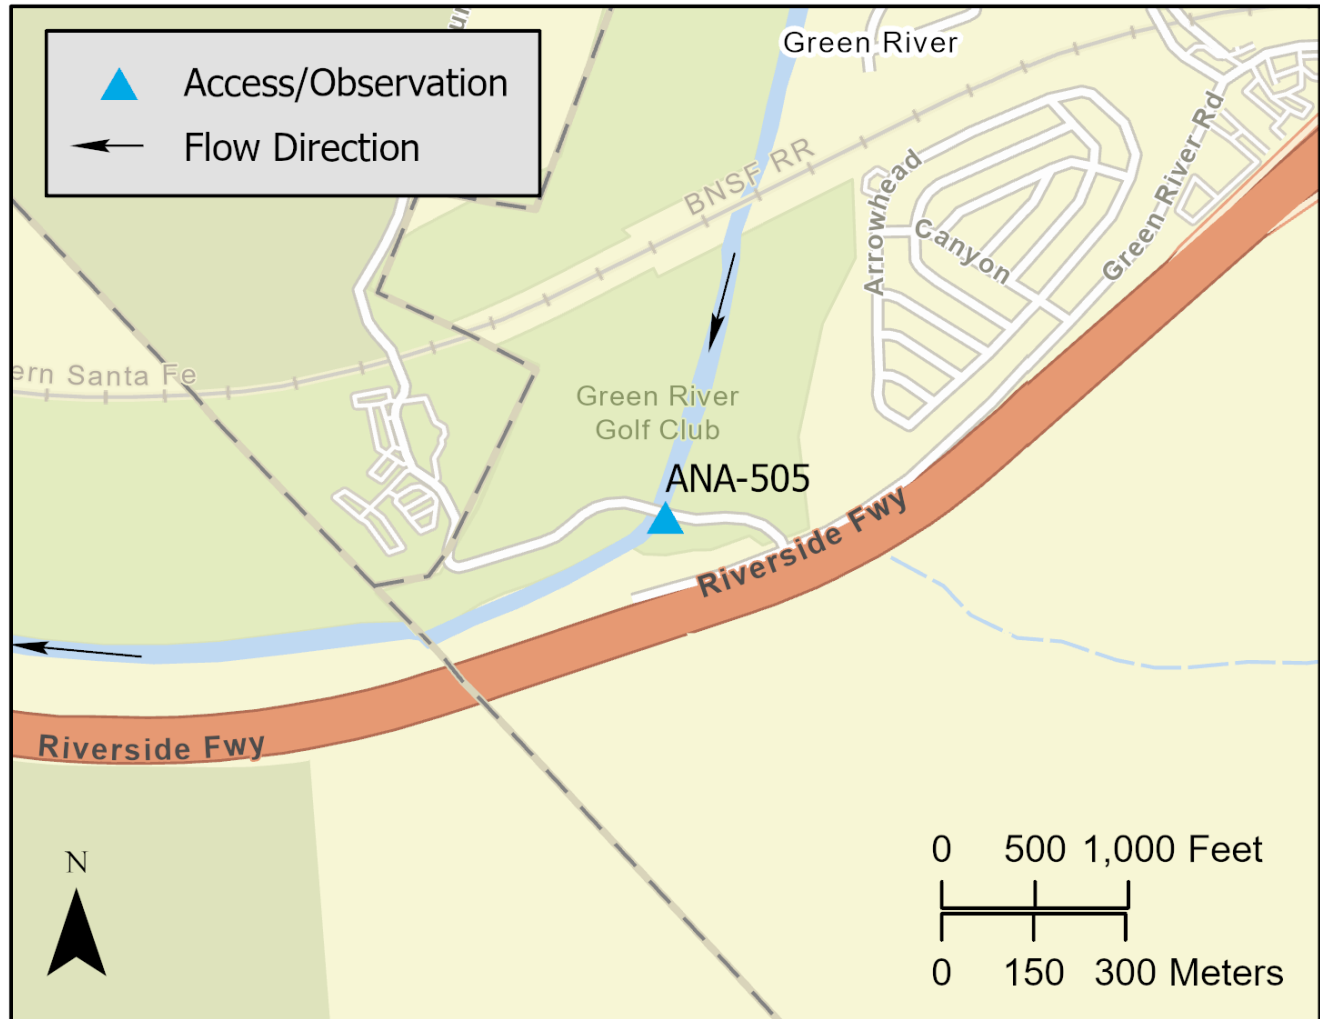 Green River
Access/Observation
Flow Direction
BNSF RR
Arrowhead
Canyon
Green River Rd
ern Santa Fe
Green River
Golf Club
ANA-505
Riverside Fwy
Riverside Fwy
N
0 500 1,000 Feet
0 150 300 Meters